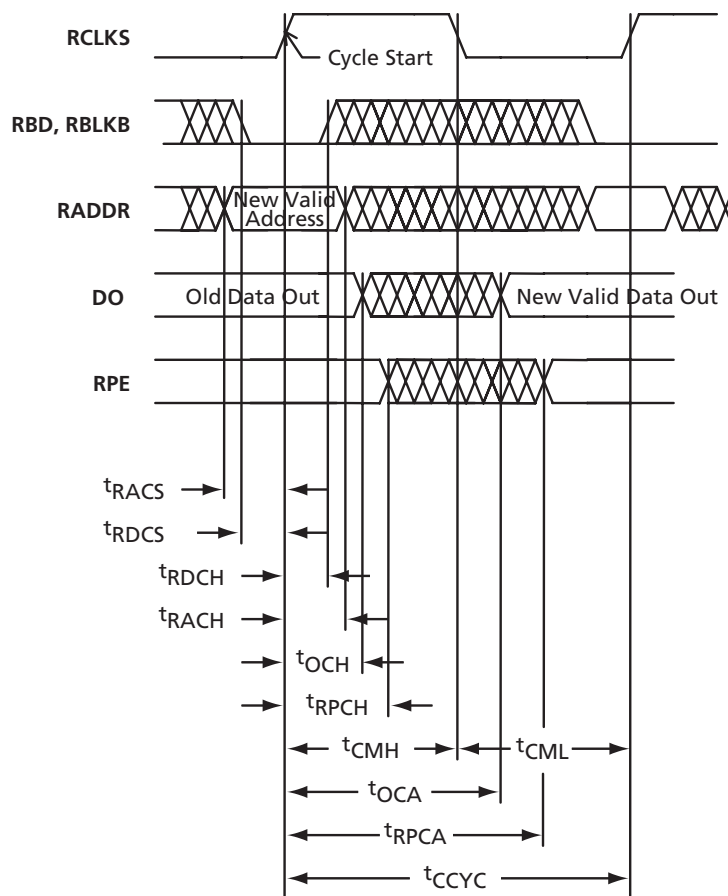 RCLKS
Cycle Start
RBD, RBLKB
RADDR
New Valid
Address
DO
Old Data Out
New Valid Data Out
RPE
tRACS
tRDCS
tRDCH
tRACH
tOCH
tRPCH
tCMH
tCML
tOCA
tRPCA
tCCYC